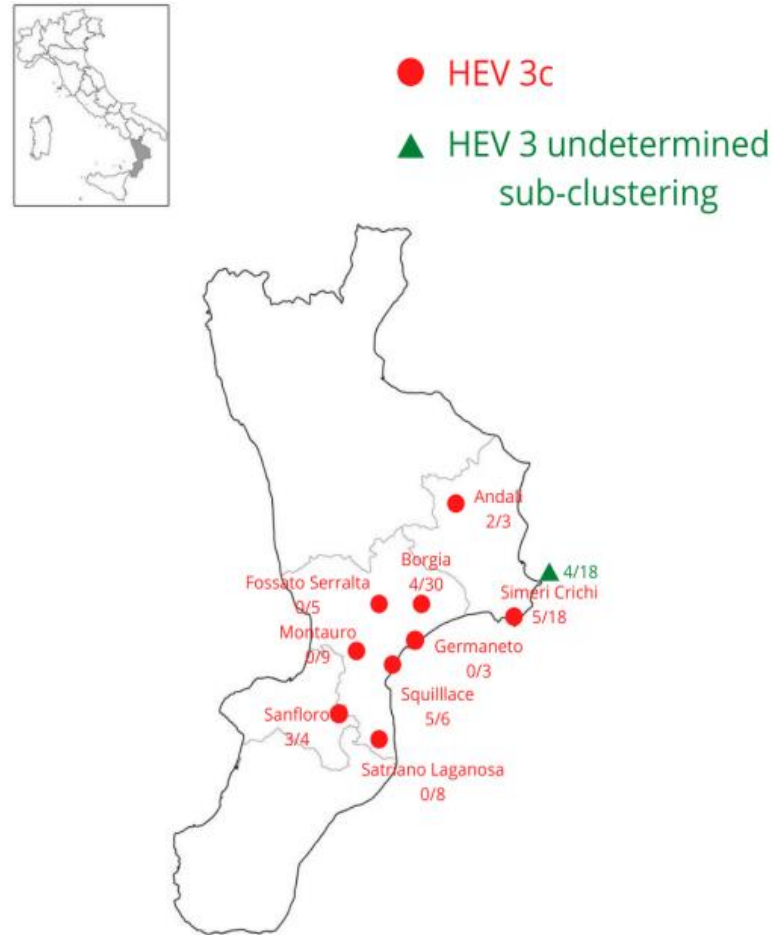 HEV 3c
HEV 3 undetermined
sub-clustering
Andali
2/3
Borgia
4/30
4/18
Fossato Serralta
0/5
Simeri Crichi
5/18
Montauro
0/9
Germaneto
0/3
Squilllace
5/6
Sanfloro
3/4
Satriano Laganosa
0/8